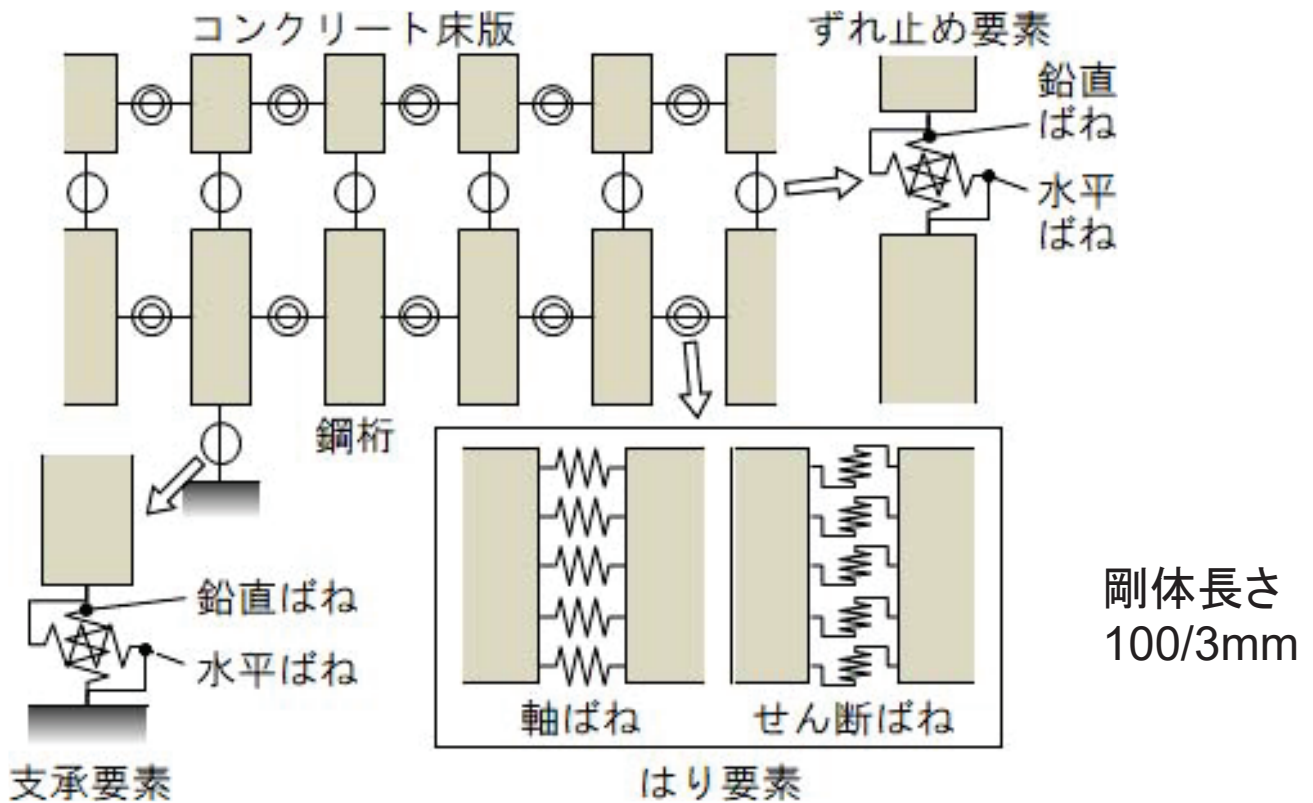 コンクリート床版
ずれ止め要素
鉛直
ばね
水平
ばね
鋼桁
鉛直ばね
水平ばね
支承要素
軸ばね
せん断ばね
はり要素
剛体長さ
100/3mm